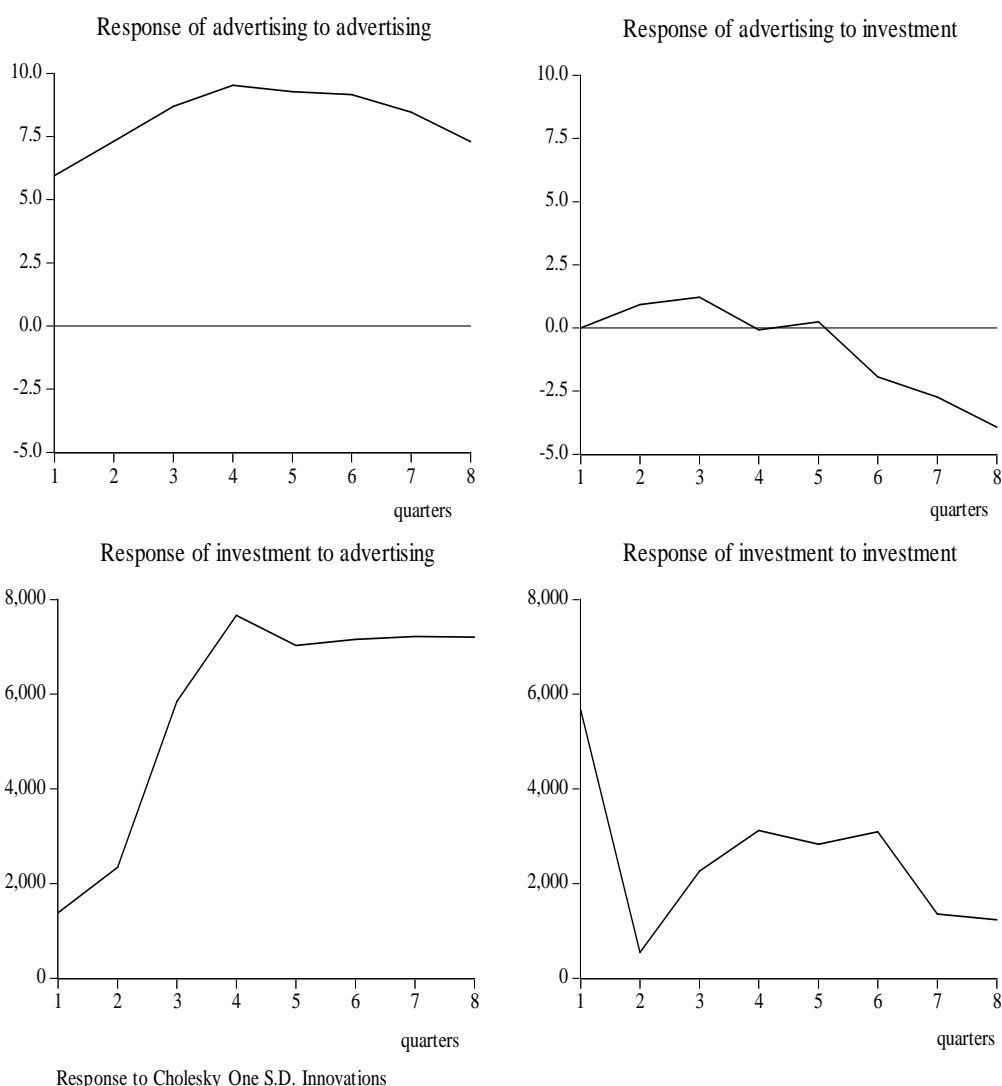 Response of advertising to advertising
10.0
7.5
5.0
2.5
0.0
-2.5
-5.0
1 2 3 4 5 6 7 8
quarters
Response of advertising to investment
10.0
7.5
5.0
2.5
0.0
-2.5
-5.0
1 2 3 4 5 6 7 8
quarters
Response of investment to advertising
8,000
6,000
4,000
2,000
0
1 2 3 4 5 6 7 8
quarters
Response of investment to investment
8,000
6,000
4,000
2,000
0
1 2 3 4 5 6 7 8
quarters
Response to Cholesky One S.D. Innovations